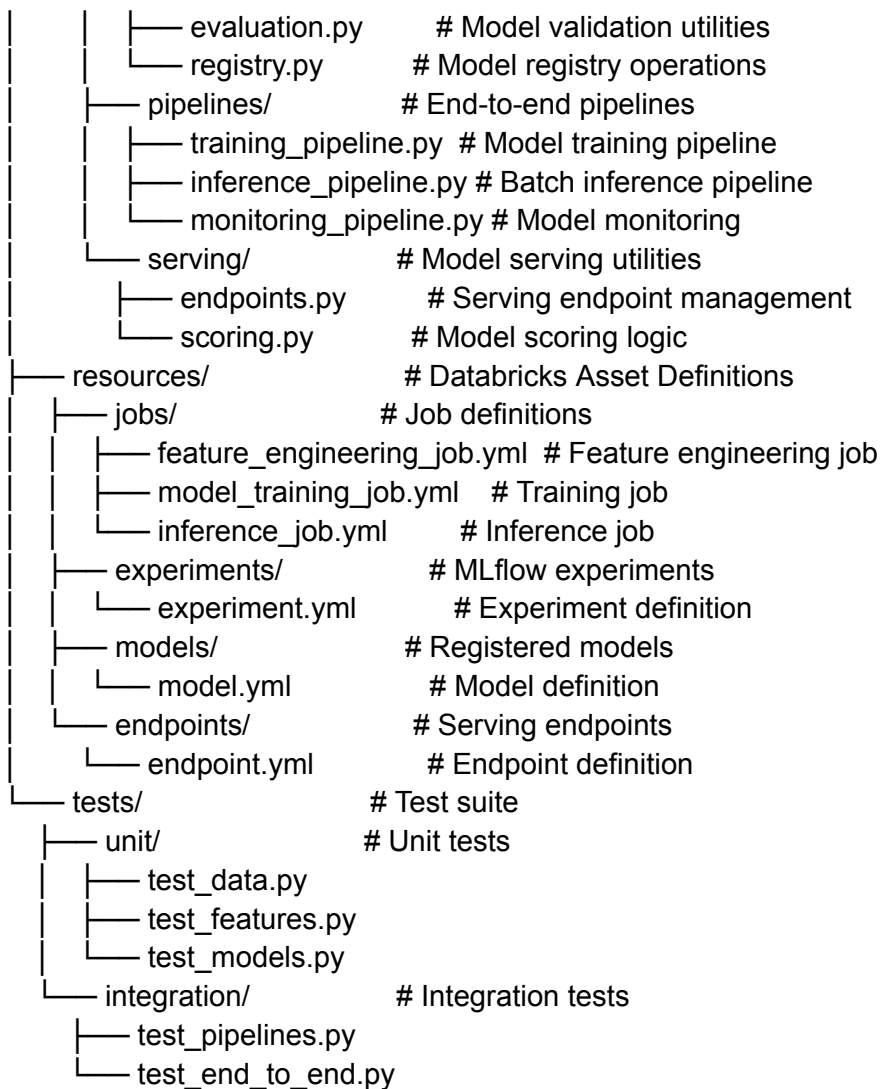 │       │   ├── evaluation.py     # Model validation utilities
│       │   └── registry.py       # Model registry operations
│       ├── pipelines/            # End-to-end pipelines
│       │   ├── training_pipeline.py  # Model training pipeline
│       │   ├── inference_pipeline.py # Batch inference pipeline
│       │   └── monitoring_pipeline.py # Model monitoring
│       └── serving/              # Model serving utilities
│           ├── endpoints.py      # Serving endpoint management
│           └── scoring.py        # Model scoring logic
├── resources/                    # Databricks Asset Definitions
│   ├── jobs/                     # Job definitions
│   │   ├── feature_engineering_job.yml  # Feature engineering job
│   │   ├── model_training_job.yml   # Training job
│   │   └── inference_job.yml     # Inference job
│   ├── experiments/              # MLflow experiments
│   │   └── experiment.yml        # Experiment definition
│   ├── models/                   # Registered models
│   │   └── model.yml             # Model definition
│   └── endpoints/                # Serving endpoints
│       └── endpoint.yml          # Endpoint definition
└── tests/                        # Test suite
    ├── unit/                     # Unit tests
    │   ├── test_data.py
    │   ├── test_features.py
    │   └── test_models.py
    └── integration/              # Integration tests
        ├── test_pipelines.py
        └── test_end_to_end.py